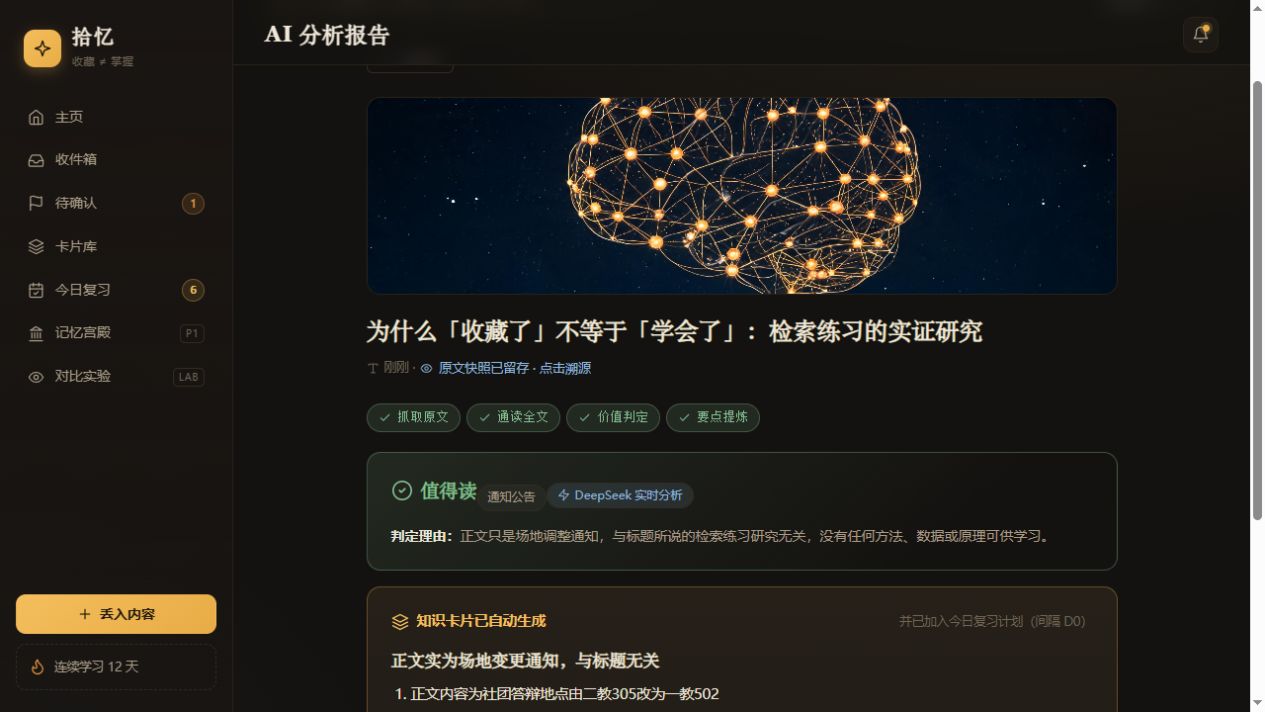 拾忆
收藏 ≠ 掌握
主页
收件箱
待确认 1
卡片库
今日复习 6
记忆宫殿 P1
对比实验 LAB
+ 丢入内容
连续学习 12 天
AI 分析报告
为什么「收藏了」不等于「学会了」：检索练习的实证研究
刚刚 · 原文快照已留存 · 点击溯源
抓取原文 通读全文 价值判定 要点提炼
值得读 通知公告 DeepSeek 实时分析
判定理由：正文只是场地调整通知，与标题所说的检索练习研究无关，没有任何方法、数据或原理可供学习。
知识卡片已自动生成 并已加入今日复习计划（间隔 D0）
正文实为场地变更通知，与标题无关
1. 正文内容为社团答辩地点由二教305改为一教502